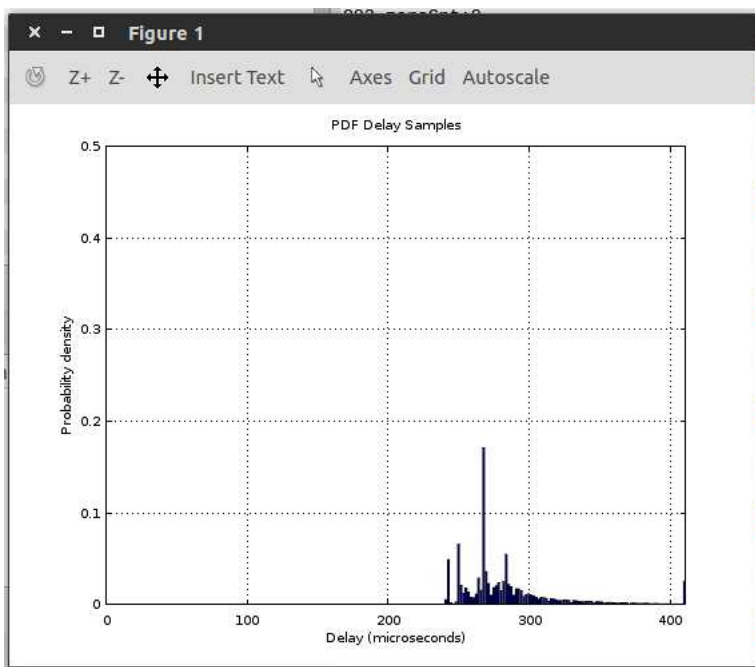 Figure 1
Z+ Z- Insert Text Axes Grid Autoscale
PDF Delay Samples
0.5
0.4
0.3
0.2
0.1
0
Probability density
0 100 200 300 400
Delay (microseconds)